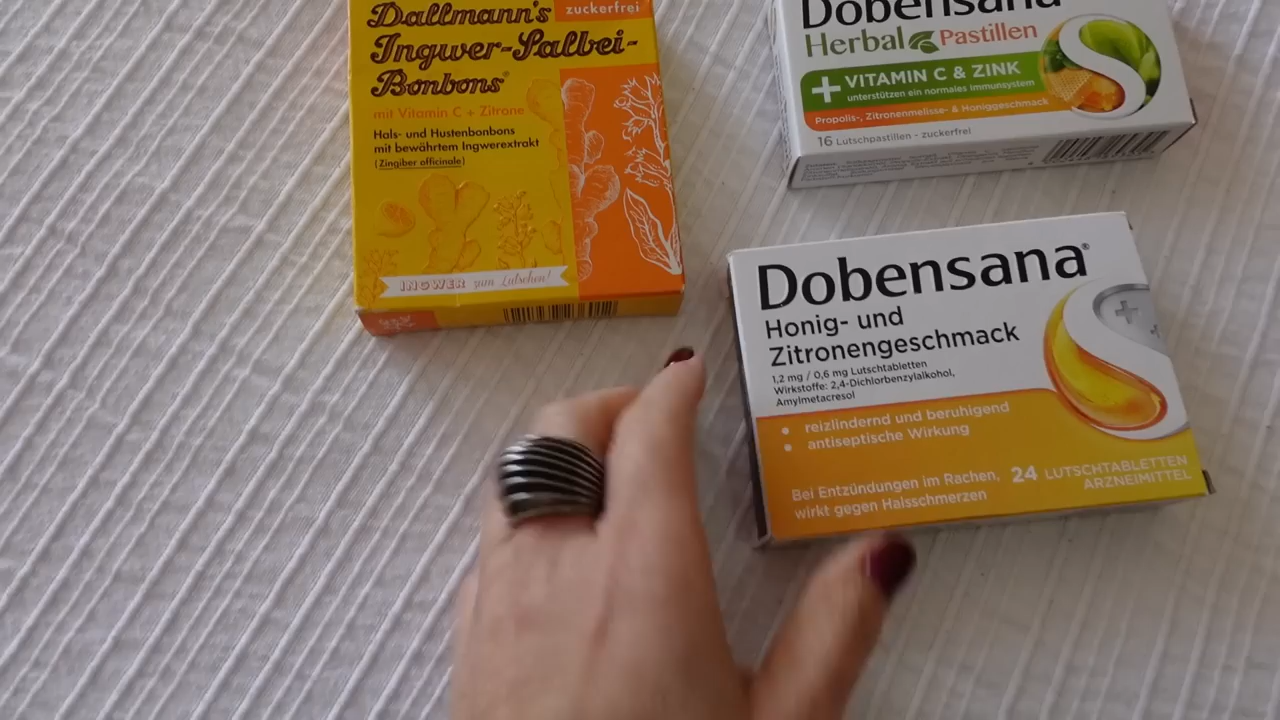 Dallmann's
zuckerfrei
Ingwer-Salbei-
Bonbons®
mit Vitamin C + Zitrone
Hals- und Hustenbonbons
mit bewährtem Ingwerextrakt
(Zingiber officinale)
INGWER zum Lutschen!
Dobensana
Herbal Pastillen
+ VITAMIN C & ZINK
unterstützen ein normales Immunsystem
Propolis-, Zitronenmelisse- & Honiggeschmack
16 Lutschpastillen - zuckerfrei
Dobensana®
Honig- und
Zitronengeschmack
1,2 mg / 0,6 mg Lutschtabletten
Wirkstoffe: 2,4-Dichlorbenzylalkohol,
Amylmetacresol
• reizlindernd und beruhigend
• antiseptische Wirkung
Bei Entzündungen im Rachen,
wirkt gegen Halsschmerzen
24 LUTSCHTABLETTEN
ARZNEIMITTEL